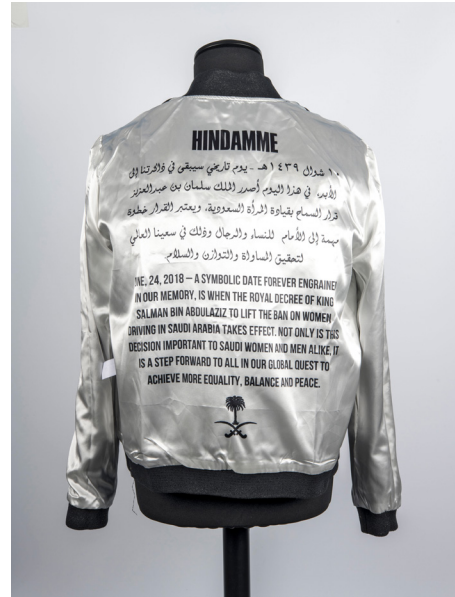 HINDAMME
١٠ شوال ١٤٣٩هـ - يوم تاريخي سيبقى في ذاكرتنا إلى
الأبد، في هذا اليوم أصدر الملك سلمان بن عبدالعزيز
قرار السماح بقيادة المرأة السعودية، ويعتبر القرار خطوة
مهمة إلى الأمام للنساء والرجال وذلك في سعينا العالي
لتحقيق المساواة والتوازن والسلام
NE, 24, 2018 – A SYMBOLIC DATE FOREVER ENGRAINE
IN OUR MEMORY, IS WHEN THE ROYAL DECREE OF KING
SALMAN BIN ABDULAZIZ TO LIFT THE BAN ON WOMEN
DRIVING IN SAUDI ARABIA TAKES EFFECT. NOT ONLY IS THIS
DECISION IMPORTANT TO SAUDI WOMEN AND MEN ALIKE, IT
IS A STEP FORWARD TO ALL IN OUR GLOBAL QUEST TO
ACHIEVE MORE EQUALITY, BALANCE AND PEACE.